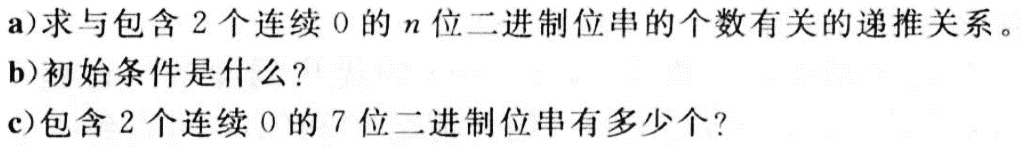 a)求与包含 2 个连续 0 的 n 位二进制位串的个数有关的递推关系。
b)初始条件是什么?
c)包含 2 个连续 0 的 7 位二进制位串有多少个?